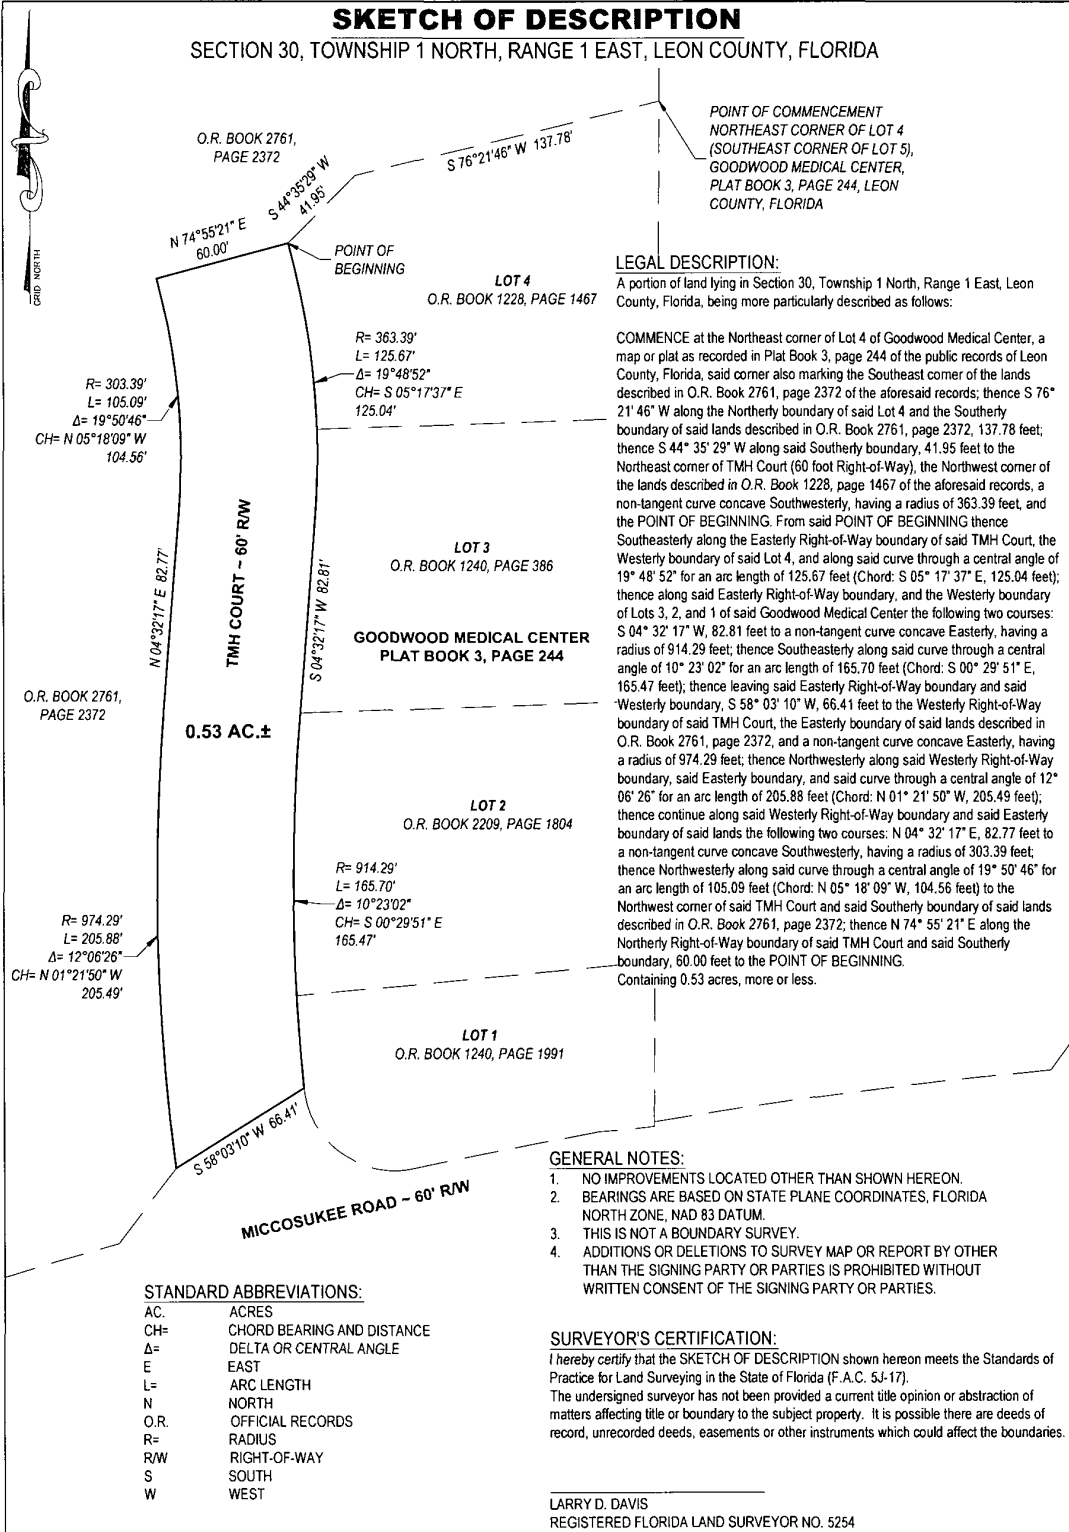 SKETCH OF DESCRIPTION
SECTION 30, TOWNSHIP 1 NORTH, RANGE 1 EAST, LEON COUNTY, FLORIDA
GRID NORTH
O.R. BOOK 2761,
PAGE 2372
S 76°21'46" W 137.78'
S 44°35'29" W
41.95'
N 74°55'21" E
60.00'
POINT OF
BEGINNING
POINT OF COMMENCEMENT
NORTHEAST CORNER OF LOT 4
(SOUTHEAST CORNER OF LOT 5),
GOODWOOD MEDICAL CENTER,
PLAT BOOK 3, PAGE 244, LEON
COUNTY, FLORIDA
LOT 4
O.R. BOOK 1228, PAGE 1467
R= 363.39'
L= 125.67'
Δ= 19°48'52"
CH= S 05°17'37" E
125.04'
R= 303.39'
L= 105.09'
Δ= 19°50'46"
CH= N 05°18'09" W
104.56'
N 04°32'17" E 82.77'
TMH COURT ~ 60' R/W
S 04°32'17" W 82.81'
LOT 3
O.R. BOOK 1240, PAGE 386
GOODWOOD MEDICAL CENTER
PLAT BOOK 3, PAGE 244
O.R. BOOK 2761,
PAGE 2372
0.53 AC.±
LOT 2
O.R. BOOK 2209, PAGE 1804
R= 914.29'
L= 165.70'
Δ= 10°23'02"
CH= S 00°29'51" E
165.47'
R= 974.29'
L= 205.88'
Δ= 12°06'26"
CH= N 01°21'50" W
205.49'
LOT 1
O.R. BOOK 1240, PAGE 1991
S 58°03'10" W 66.41'
MICCOSUKEE ROAD ~ 60' R/W
LEGAL DESCRIPTION:
A portion of land lying in Section 30, Township 1 North, Range 1 East, Leon
County, Florida, being more particularly described as follows:
COMMENCE at the Northeast corner of Lot 4 of Goodwood Medical Center, a
map or plat as recorded in Plat Book 3, page 244 of the public records of Leon
County, Florida, said corner also marking the Southeast corner of the lands
described in O.R. Book 2761, page 2372 of the aforesaid records; thence S 76°
21' 46" W along the Northerly boundary of said Lot 4 and the Southerly
boundary of said lands described in O.R. Book 2761, page 2372, 137.78 feet;
thence S 44° 35' 29" W along said Southerly boundary, 41.95 feet to the
Northeast corner of TMH Court (60 foot Right-of-Way), the Northwest corner of
the lands described in O.R. Book 1228, page 1467 of the aforesaid records, a
non-tangent curve concave Southwesterly, having a radius of 363.39 feet, and
the POINT OF BEGINNING. From said POINT OF BEGINNING thence
Southeasterly along the Easterly Right-of-Way boundary of said TMH Court, the
Westerly boundary of said Lot 4, and along said curve through a central angle of
19° 48' 52" for an arc length of 125.67 feet (Chord: S 05° 17' 37" E, 125.04 feet);
thence along said Easterly Right-of-Way boundary, and the Westerly boundary
of Lots 3, 2, and 1 of said Goodwood Medical Center the following two courses:
S 04° 32' 17" W, 82.81 feet to a non-tangent curve concave Easterly, having a
radius of 914.29 feet; thence Southeasterly along said curve through a central
angle of 10° 23' 02" for an arc length of 165.70 feet (Chord: S 00° 29' 51" E,
165.47 feet); thence leaving said Easterly Right-of-Way boundary and said
Westerly boundary, S 58° 03' 10" W, 66.41 feet to the Westerly Right-of-Way
boundary of said TMH Court, the Easterly boundary of said lands described in
O.R. Book 2761, page 2372, and a non-tangent curve concave Easterly, having
a radius of 974.29 feet; thence Northwesterly along said Westerly Right-of-Way
boundary, said Easterly boundary, and said curve through a central angle of 12°
06' 26" for an arc length of 205.88 feet (Chord: N 01° 21' 50" W, 205.49 feet);
thence continue along said Westerly Right-of-Way boundary and said Easterly
boundary of said lands the following two courses: N 04° 32' 17" E, 82.77 feet to
a non-tangent curve concave Southwesterly, having a radius of 303.39 feet;
thence Northwesterly along said curve through a central angle of 19° 50' 46" for
an arc length of 105.09 feet (Chord: N 05° 18' 09" W, 104.56 feet) to the
Northwest corner of said TMH Court and said Southerly boundary of said lands
described in O.R. Book 2761, page 2372; thence N 74° 55' 21" E along the
Northerly Right-of-Way boundary of said TMH Court and said Southerly
boundary, 60.00 feet to the POINT OF BEGINNING.
Containing 0.53 acres, more or less.
GENERAL NOTES:
1. NO IMPROVEMENTS LOCATED OTHER THAN SHOWN HEREON.
2. BEARINGS ARE BASED ON STATE PLANE COORDINATES, FLORIDA
NORTH ZONE, NAD 83 DATUM.
3. THIS IS NOT A BOUNDARY SURVEY.
4. ADDITIONS OR DELETIONS TO SURVEY MAP OR REPORT BY OTHER
THAN THE SIGNING PARTY OR PARTIES IS PROHIBITED WITHOUT
WRITTEN CONSENT OF THE SIGNING PARTY OR PARTIES.
STANDARD ABBREVIATIONS:
AC. ACRES
CH= CHORD BEARING AND DISTANCE
Δ= DELTA OR CENTRAL ANGLE
E EAST
L= ARC LENGTH
N NORTH
O.R. OFFICIAL RECORDS
R= RADIUS
R/W RIGHT-OF-WAY
S SOUTH
W WEST
SURVEYOR'S CERTIFICATION:
I hereby certify that the SKETCH OF DESCRIPTION shown hereon meets the Standards of
Practice for Land Surveying in the State of Florida (F.A.C. 5J-17).
The undersigned surveyor has not been provided a current title opinion or abstraction of
matters affecting title or boundary to the subject property. It is possible there are deeds of
record, unrecorded deeds, easements or other instruments which could affect the boundaries.
LARRY D. DAVIS
REGISTERED FLORIDA LAND SURVEYOR NO. 5254